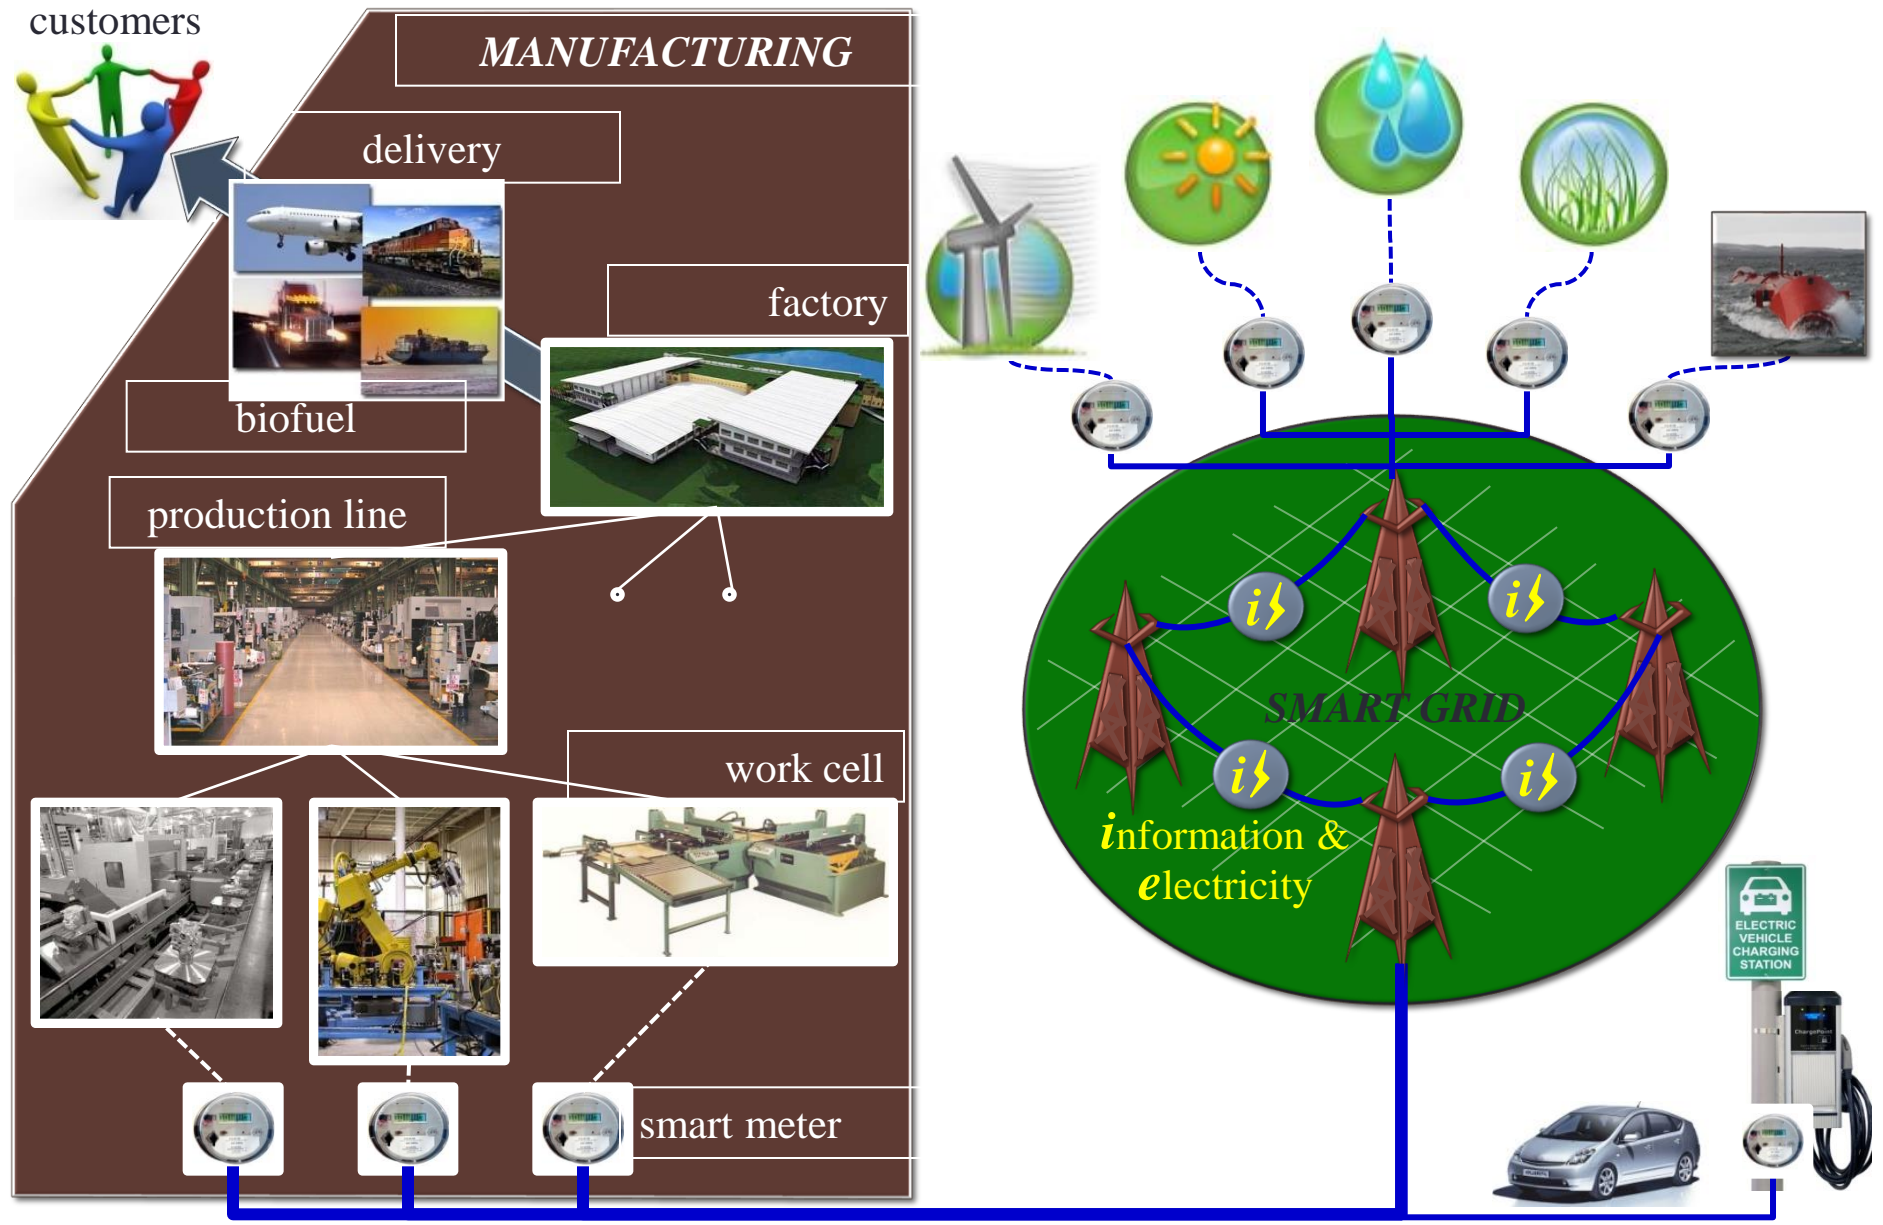 customers
MANUFACTURING
delivery
factory
biofuel
production line
work cell
smart meter
i
i
SMART GRID
i
i
information &
electricity
ELECTRIC
VEHICLE
CHARGING
STATION
ChargePoint